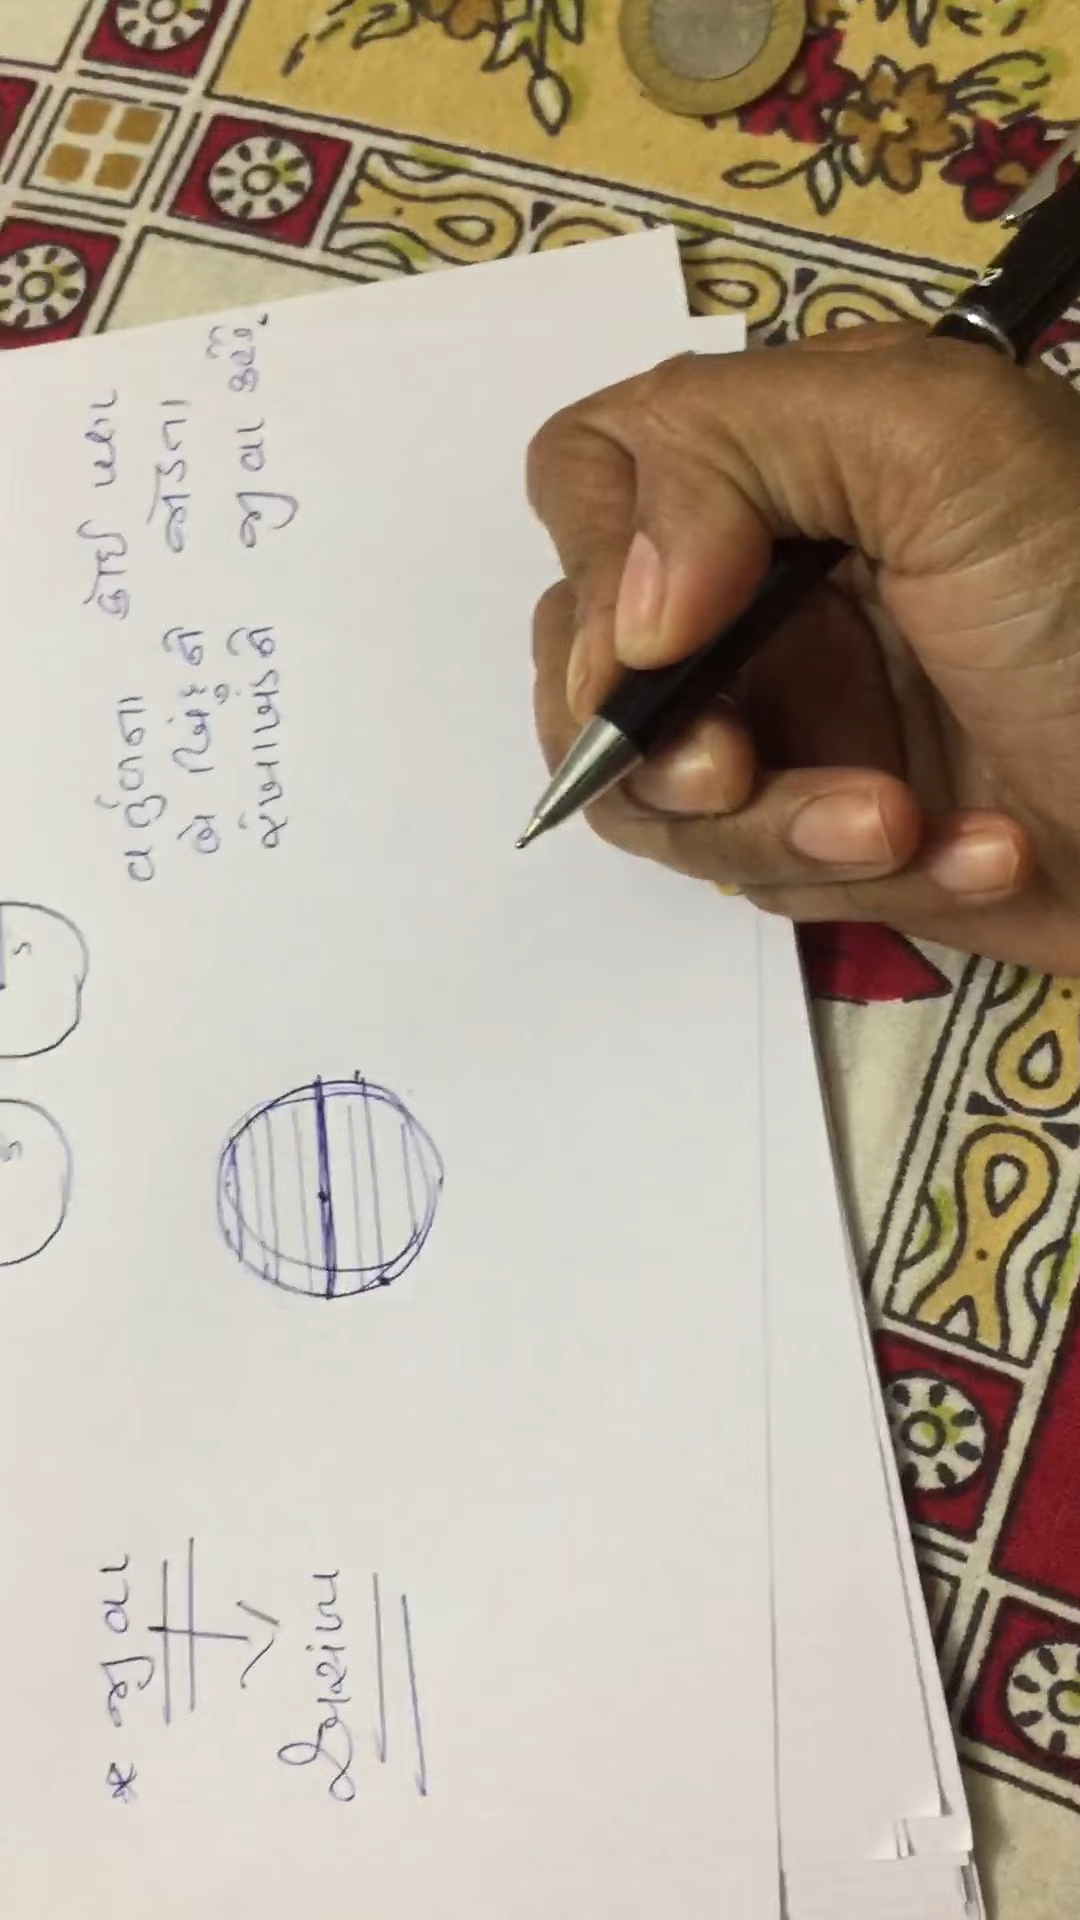 * જીવા
વર્તુળના કોઈ પણ
બે બિંદુને જોડતા
રેખાખંડને જીવા કહે છે.